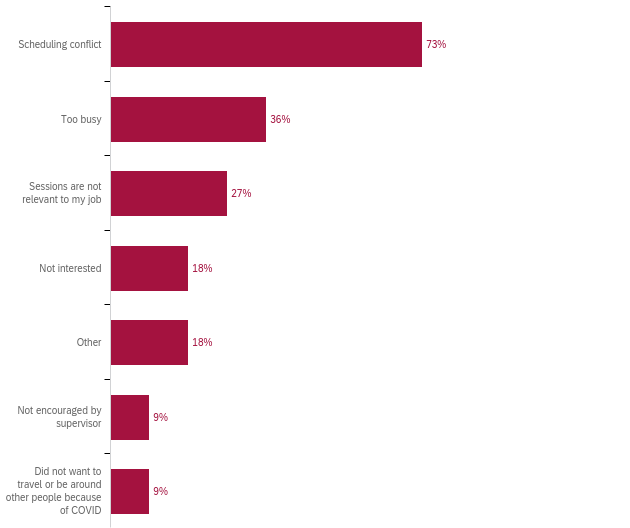 Scheduling conflict
73%
Too busy
36%
Sessions are not
relevant to my job
27%
Not interested
18%
Other
18%
Not encouraged by
supervisor
9%
Did not want to
travel or be around
other people because
of COVID
9%